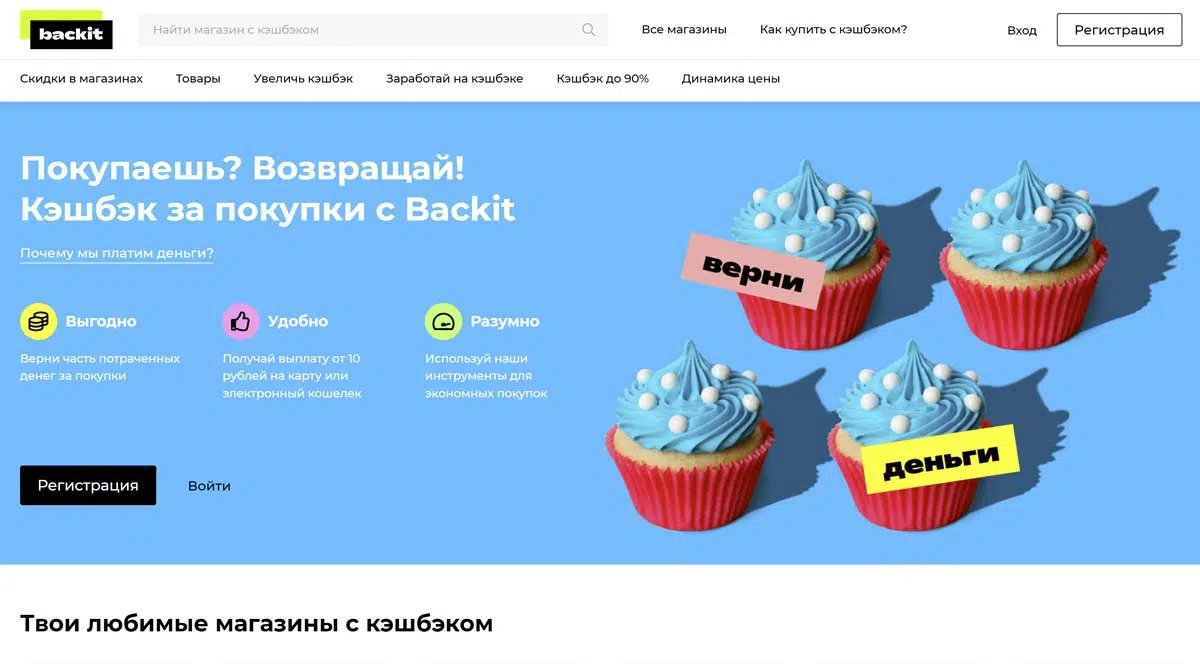 backit
Найти магазин с кэшбэком
Все магазины
Как купить с кэшбэком?
Вход
Регистрация
Скидки в магазинах
Товары
Увеличь кэшбэк
Заработай на кэшбэке
Кэшбэк до 90%
Динамика цены
Покупаешь? Возвращай!
Кэшбэк за покупки с Backit
Почему мы платим деньги?
Выгодно
Верни часть потраченных
денег за покупки
Удобно
Получай выплату от 10
рублей на карту или
электронный кошелек
Разумно
Используй наши
инструменты для
экономных покупок
Регистрация
Войти
верни
деньги
Твои любимые магазины с кэшбэком